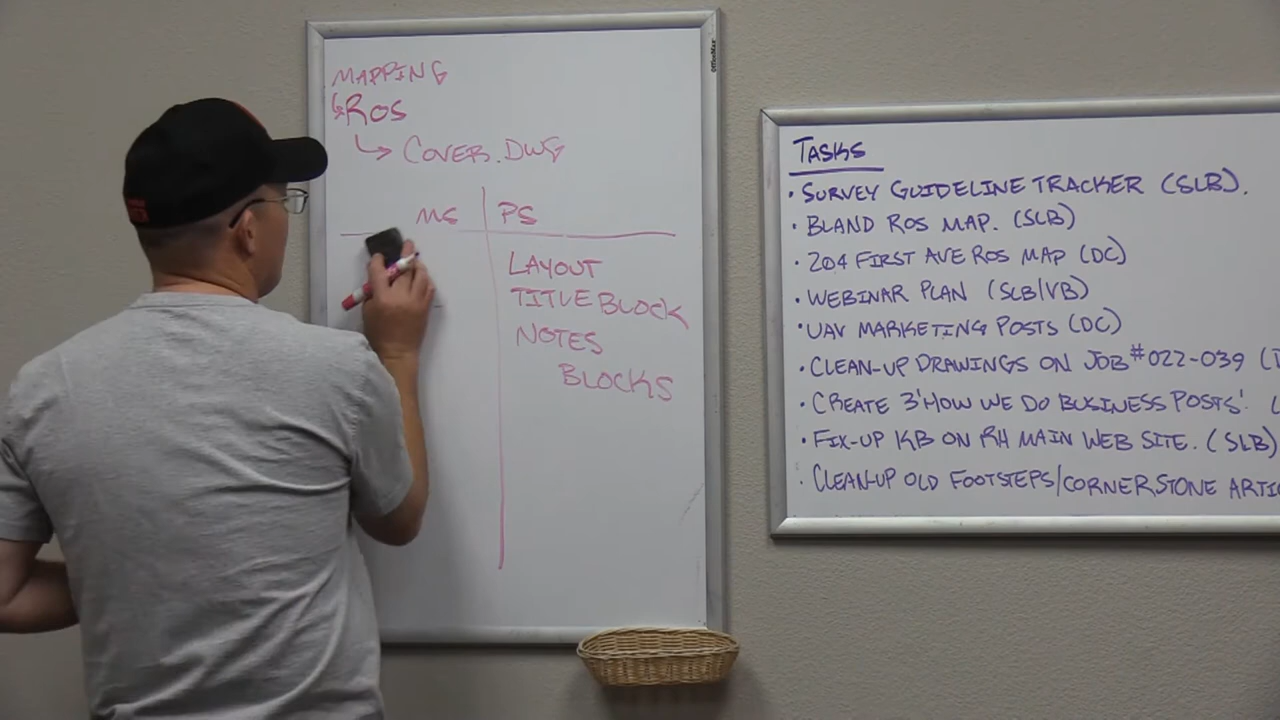 MAPPING
↳ROS
↳ COVER.DWG
MS PS
LAYOUT
TITLE BLOCK
NOTES
BLOCKS
OfficeMax
TASKS
• SURVEY GUIDELINE TRACKER (SLB).
• BLAND ROS MAP. (SLB)
• 204 FIRST AVE ROS MAP (DC)
• WEBINAR PLAN (SLB/VB)
• UAV MARKETING POSTS (DC)
• CLEAN-UP DRAWINGS ON JOB #022-039 (
• CREATE 3 'HOW WE DO BUSINESS POSTS'. (
• FIX-UP KB ON RH MAIN WEB SITE. (SLB)
• CLEAN-UP OLD FOOTSTEPS/CORNERSTONE ARTI